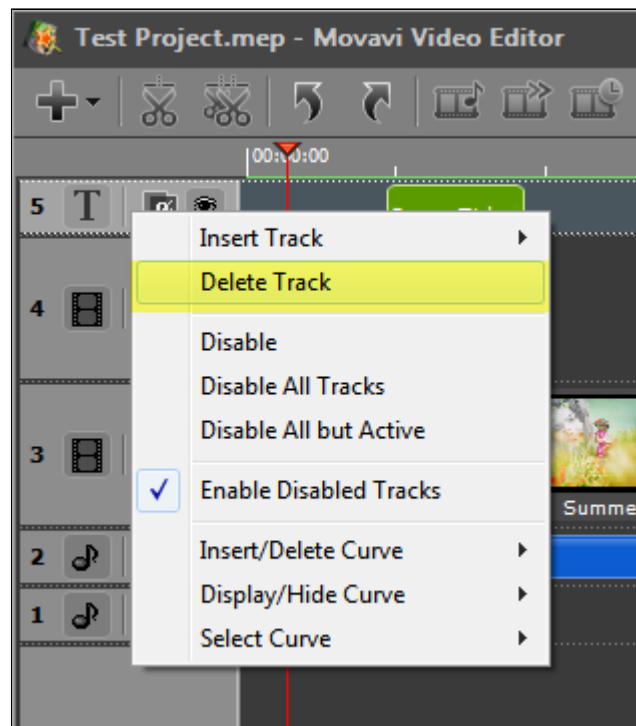 Test Project.mep - Movavi Video Editor
00:00:00
5 T
Insert Track
Delete Track
4
Disable
Disable All Tracks
Disable All but Active
3
Enable Disabled Tracks
Summe
2
Insert/Delete Curve
Display/Hide Curve
1
Select Curve